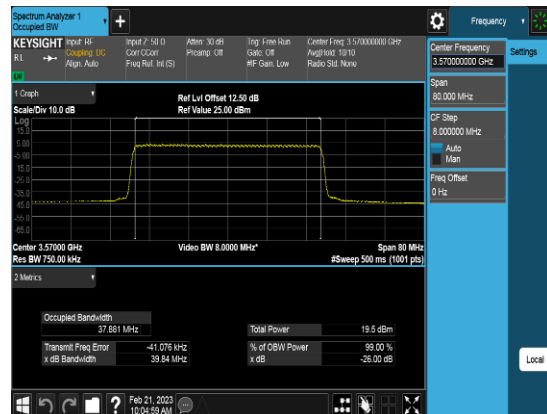 Spectrum Analyzer 1
Occupied BW
Frequency
KEYSIGHT
Input: RF
Coupling: DC
Align: Auto
Input Z: 50 Ω
Corr CCorr
Freq Ref: Int (S)
Atten: 30 dB
Preamp: Off
Trig: Free Run
Gate: Off
#IF Gain: Low
Center Freq: 3.570000000 GHz
Avg|Hold: 10/10
Radio Std: None
Center Frequency
3.570000000 GHz
Settings
Span
80.000 MHz
CF Step
8.000000 MHz
Auto
Man
Freq Offset
0 Hz
1 Graph
Scale/Div 10.0 dB
Ref Lvl Offset 12.50 dB
Ref Value 25.00 dBm
Log
15.0
5.00
-5.00
-15.0
-25.0
-35.0
-45.0
-55.0
-65.0
Center 3.57000 GHz
Res BW 750.00 kHz
Video BW 8.0000 MHz*
Span 80 MHz
#Sweep 500 ms (1001 pts)
2 Metrics
Occupied Bandwidth
37.881 MHz
Total Power
19.5 dBm
Transmit Freq Error
-41.076 kHz
% of OBW Power
99.00 %
x dB Bandwidth
39.84 MHz
x dB
-26.00 dB
Local
?
Feb 21, 2023
10:04:59 AM